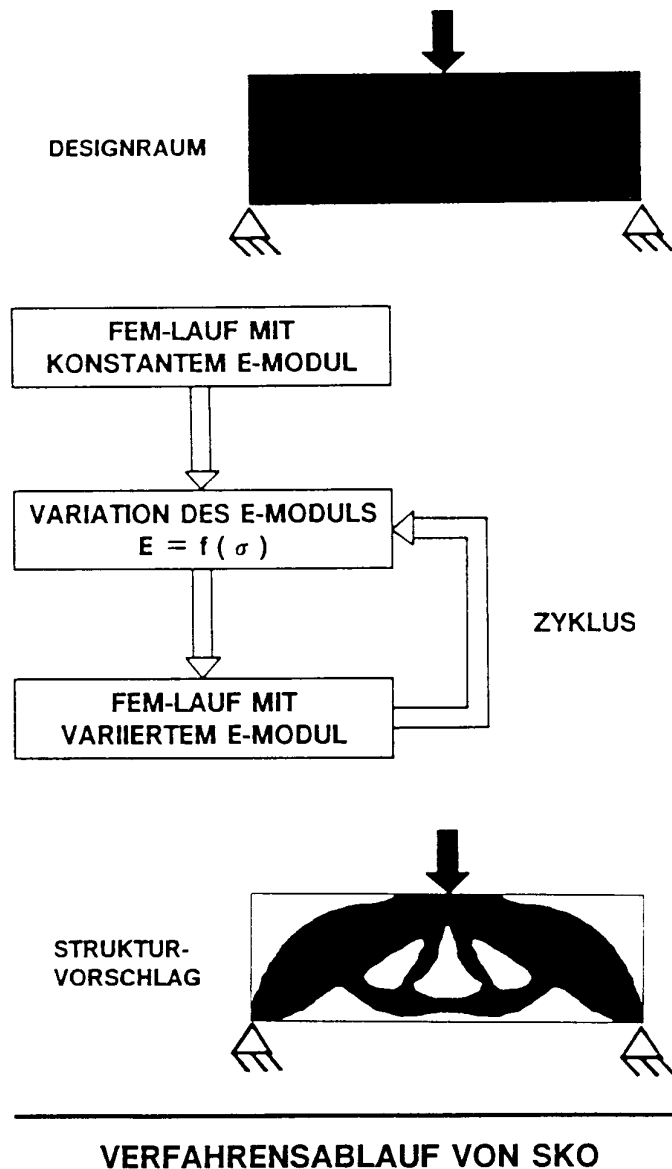 DESIGNRAUM
FEM-LAUF MIT
KONSTANTEM E-MODUL
VARIATION DES E-MODULS
E = f ( σ )
ZYKLUS
FEM-LAUF MIT
VARIIERTEM E-MODUL
STRUKTUR-
VORSCHLAG
VERFAHRENSABLAUF VON SKO